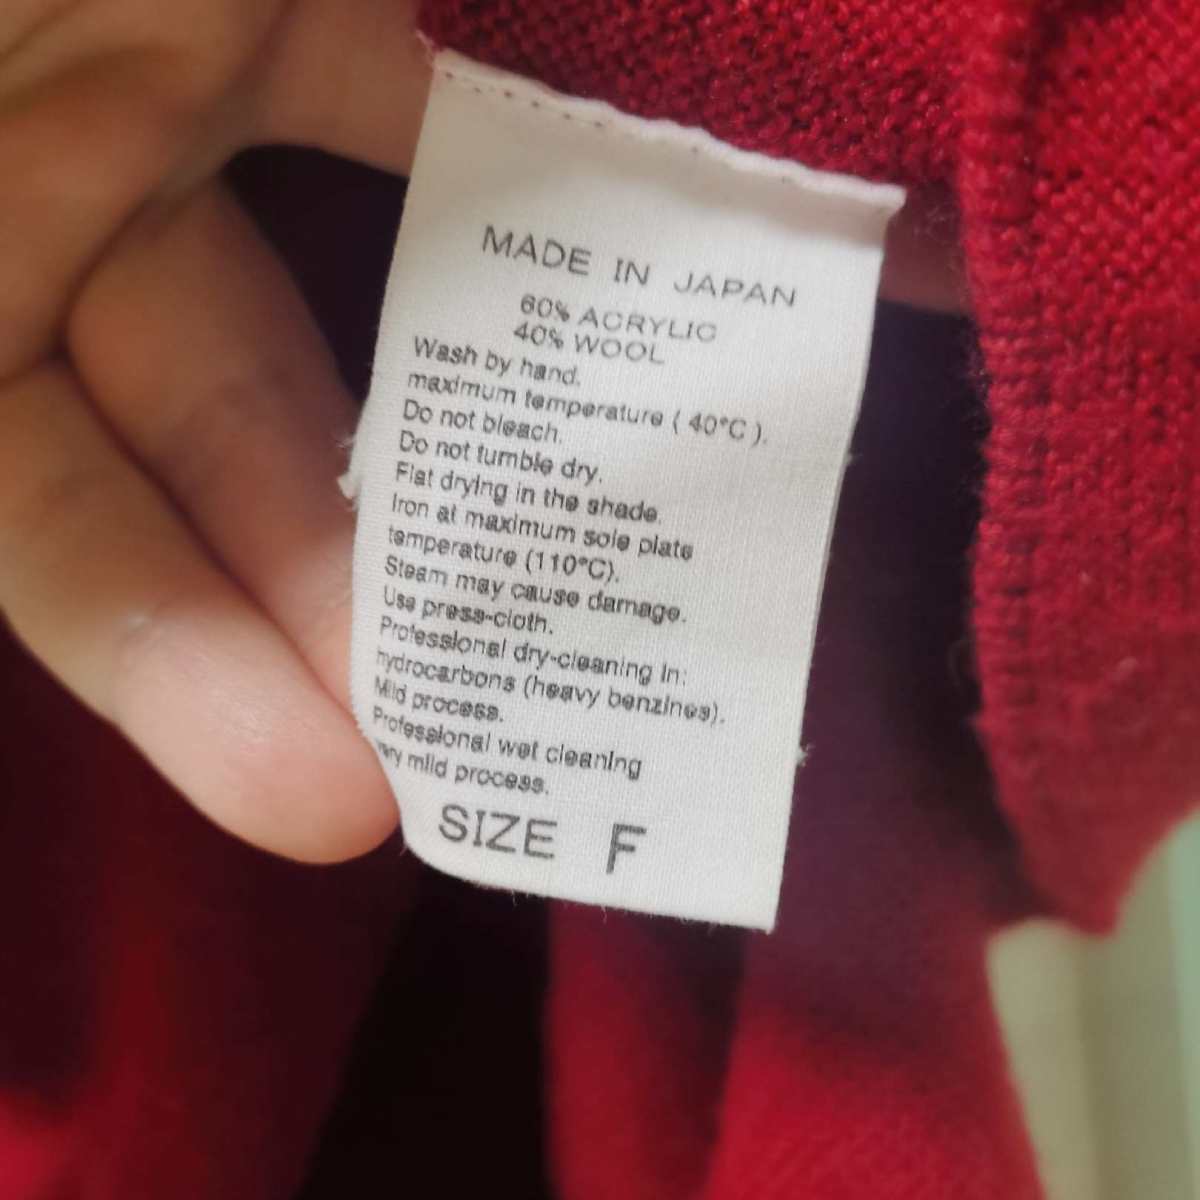 MADE IN JAPAN
60% ACRYLIC
40% WOOL
Wash by hand.
maximum temperature ( 40°C ).
Do not bleach.
Do not tumble dry.
Flat drying in the shade.
Iron at maximum sole plate
temperature (110°C).
Steam may cause damage.
Use press-cloth.
Professional dry-cleaning in:
hydrocarbons (heavy benzines).
Mild process.
Professional wet cleaning
mild process.
SIZE F